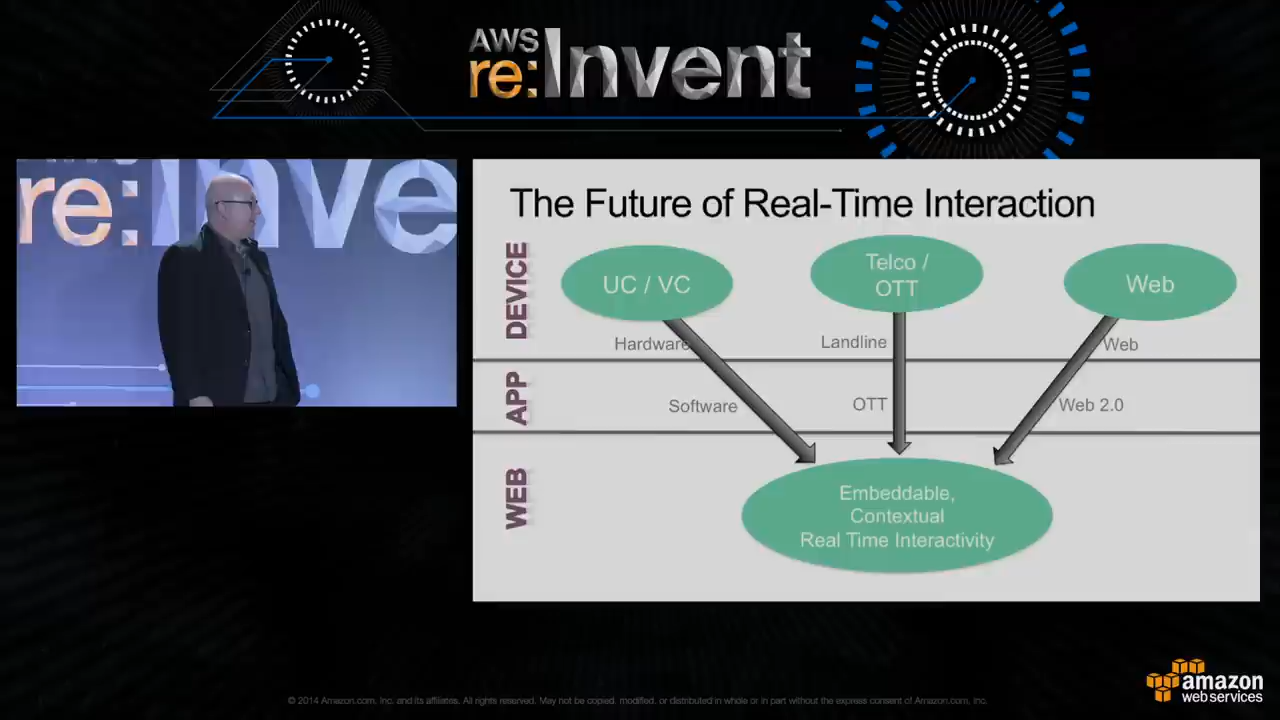 AWS
re:Invent
re:Inve
The Future of Real-Time Interaction
DEVICE
UC / VC
Telco /
OTT
Web
Hardware
Landline
Web
APP
Software
OTT
Web 2.0
WEB
Embeddable,
Contextual
Real Time Interactivity
amazon
web services
© 2014 Amazon.com, Inc. and its affiliates. All rights reserved. May not be copied, modified, or distributed in whole or in part without the express consent of Amazon.com, Inc.